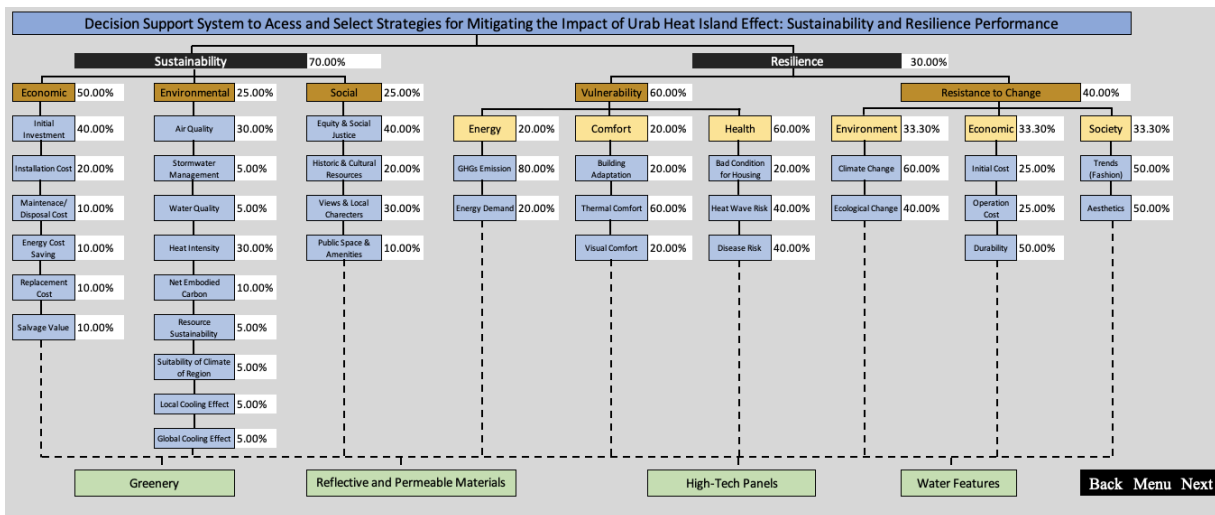 Decision Support System to Acess and Select Strategies for Mitigating the Impact of Urab Heat Island Effect: Sustainability and Resilience Performance
Sustainability 70.00%
Resilience 30.00%
Economic 50.00%
Environmental 25.00%
Social 25.00%
Vulnerability 60.00%
Resistance to Change 40.00%
Initial
Investment
40.00%
Installation Cost 20.00%
Maintenace/
Disposal Cost
10.00%
Energy Cost
Saving
10.00%
Replacement
Cost
10.00%
Salvage Value 10.00%
Air Quality 30.00%
Stormwater
Management
5.00%
Water Quality 5.00%
Heat Intensity 30.00%
Net Embodied
Carbon
10.00%
Resource
Sustainability
5.00%
Suitability of Climate
of Region
5.00%
Local Cooling Effect 5.00%
Global Cooling Effect 5.00%
Equity & Social
Justice
40.00%
Historic & Cultural
Resources
20.00%
Views & Local
Charecters
30.00%
Public Space &
Amenities
10.00%
Energy 20.00%
GHGs Emission 80.00%
Energy Demand 20.00%
Comfort 20.00%
Building
Adaptation
20.00%
Thermal Comfort 60.00%
Visual Comfort 20.00%
Health 60.00%
Bad Condition
for Housing
20.00%
Heat Wave Risk 40.00%
Disease Risk 40.00%
Environment 33.30%
Climate Change 60.00%
Ecological Change 40.00%
Economic 33.30%
Initial Cost 25.00%
Operation
Cost
25.00%
Durability 50.00%
Society 33.30%
Trends
(Fashion)
50.00%
Aesthetics 50.00%
Greenery
Reflective and Permeable Materials
High-Tech Panels
Water Features
Back Menu Next